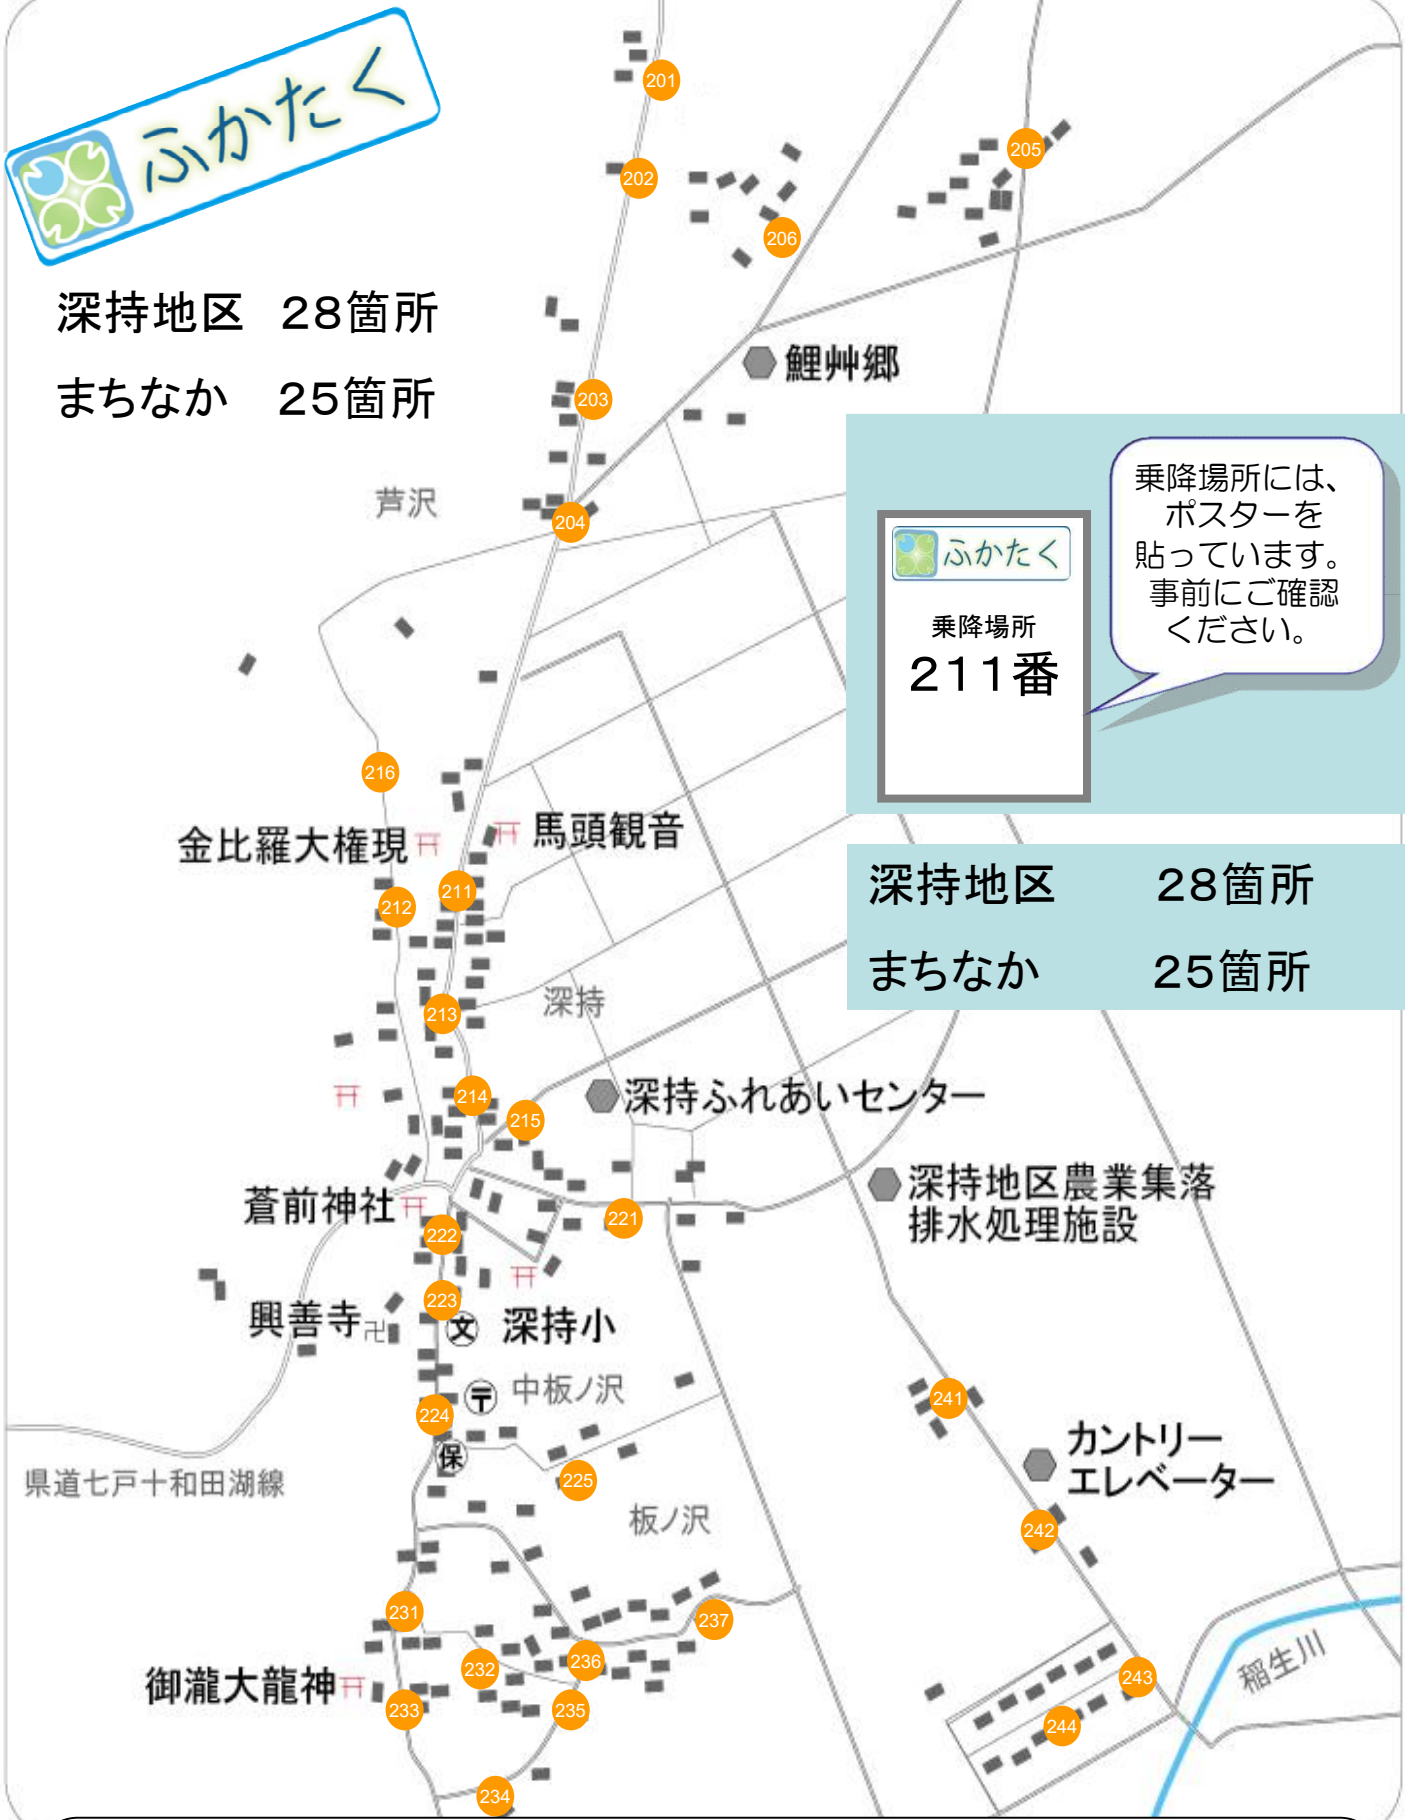 ふかたく
深持地区 28箇所
まちなか 25箇所
201
205
202
206
鯉艸郷
203
芦沢
204
乗降場所には、
ポスターを
貼っています。
事前にご確認
ください。
ふかたく
乗降場所
211番
216
金比羅大権現
馬頭観音
211
212
深持地区 28箇所
まちなか 25箇所
213
深持
214
215
深持ふれあいセンター
深持地区農業集落
排水処理施設
蒼前神社
221
222
223
興善寺
卍
文
深持小
〒
中板ノ沢
224
保
241
カントリー
エレベーター
県道七戸十和田湖線
225
板ノ沢
242
231
237
232
236
稲生川
御瀧大龍神
243
233
235
244
234